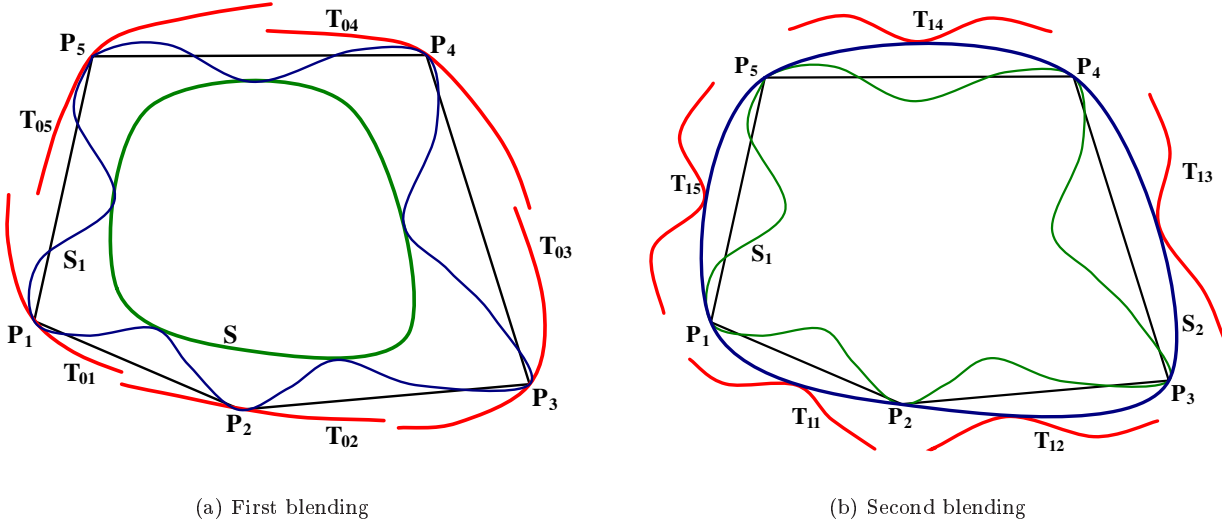 T04
P5
P4
T05
T03
S1
S
P1
T01
P2
T02
P3
(a) First blending
T14
P5
P4
T15
T13
S1
S2
P1
P3
T11
P2
T12
(b) Second blending